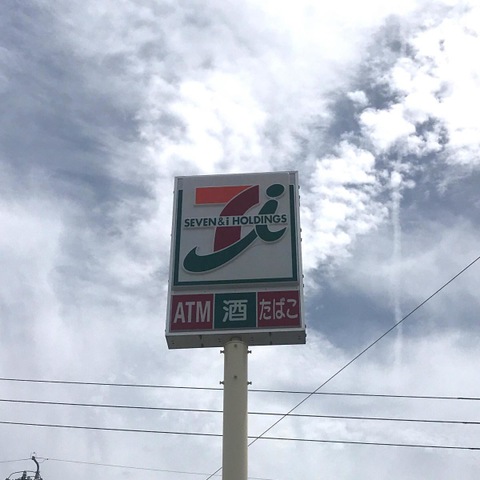 SEVEN & i HOLDINGS
ATM 酒 たばこ